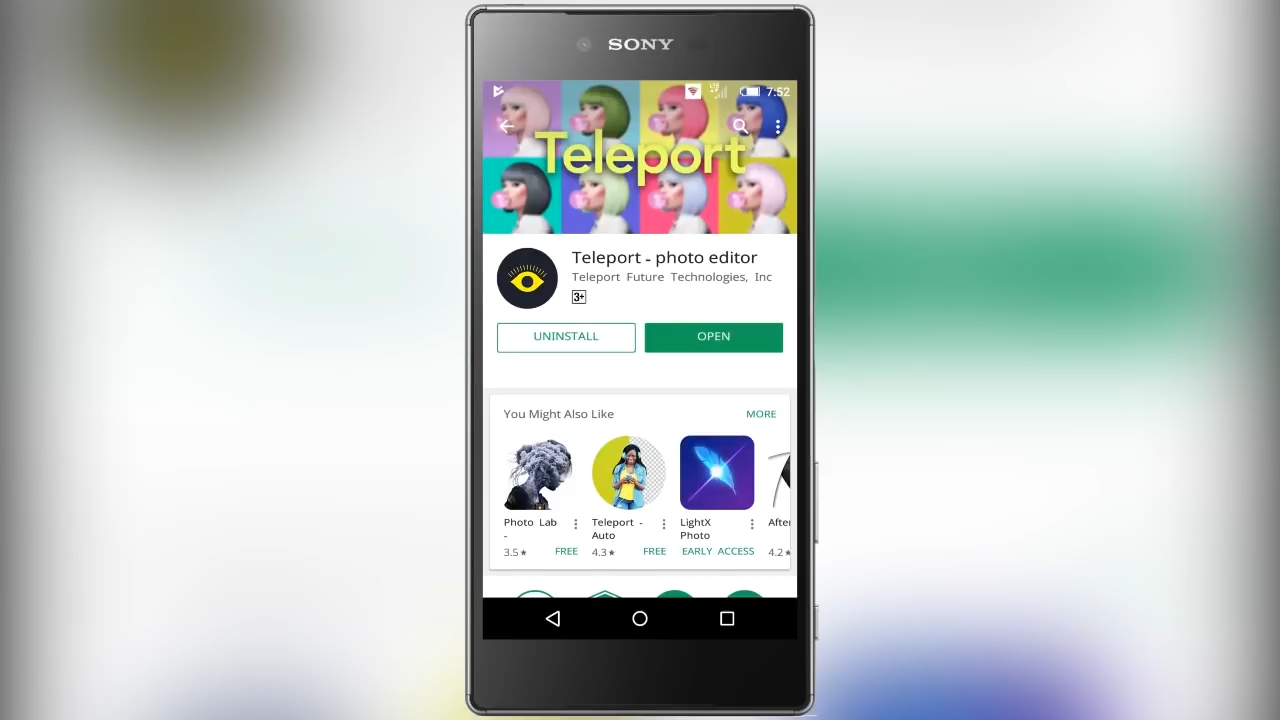 SONY
LTE
7:52
Teleport
Teleport - photo editor
Teleport Future Technologies, Inc
3+
UNINSTALL
OPEN
You Might Also Like
MORE
Photo Lab
-
3.5★
FREE
Teleport -
Auto
4.3★
FREE
LightX
Photo
EARLY ACCESS
After
4.2★